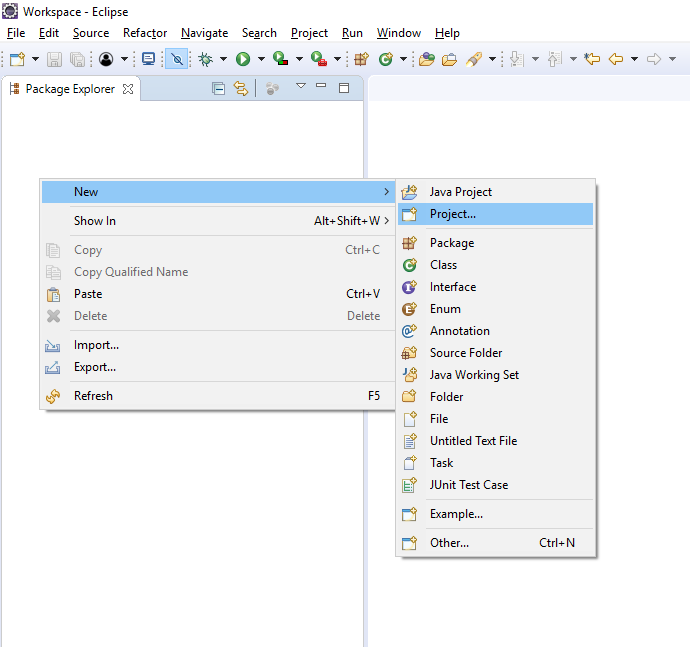 Workspace - Eclipse
File Edit Source Refactor Navigate Search Project Run Window Help
Package Explorer
New
Show In Alt+Shift+W
Copy Ctrl+C
Copy Qualified Name
Paste Ctrl+V
Delete Delete
Import...
Export...
Refresh F5
Java Project
Project...
Package
Class
Interface
Enum
Annotation
Source Folder
Java Working Set
Folder
File
Untitled Text File
Task
JUnit Test Case
Example...
Other... Ctrl+N